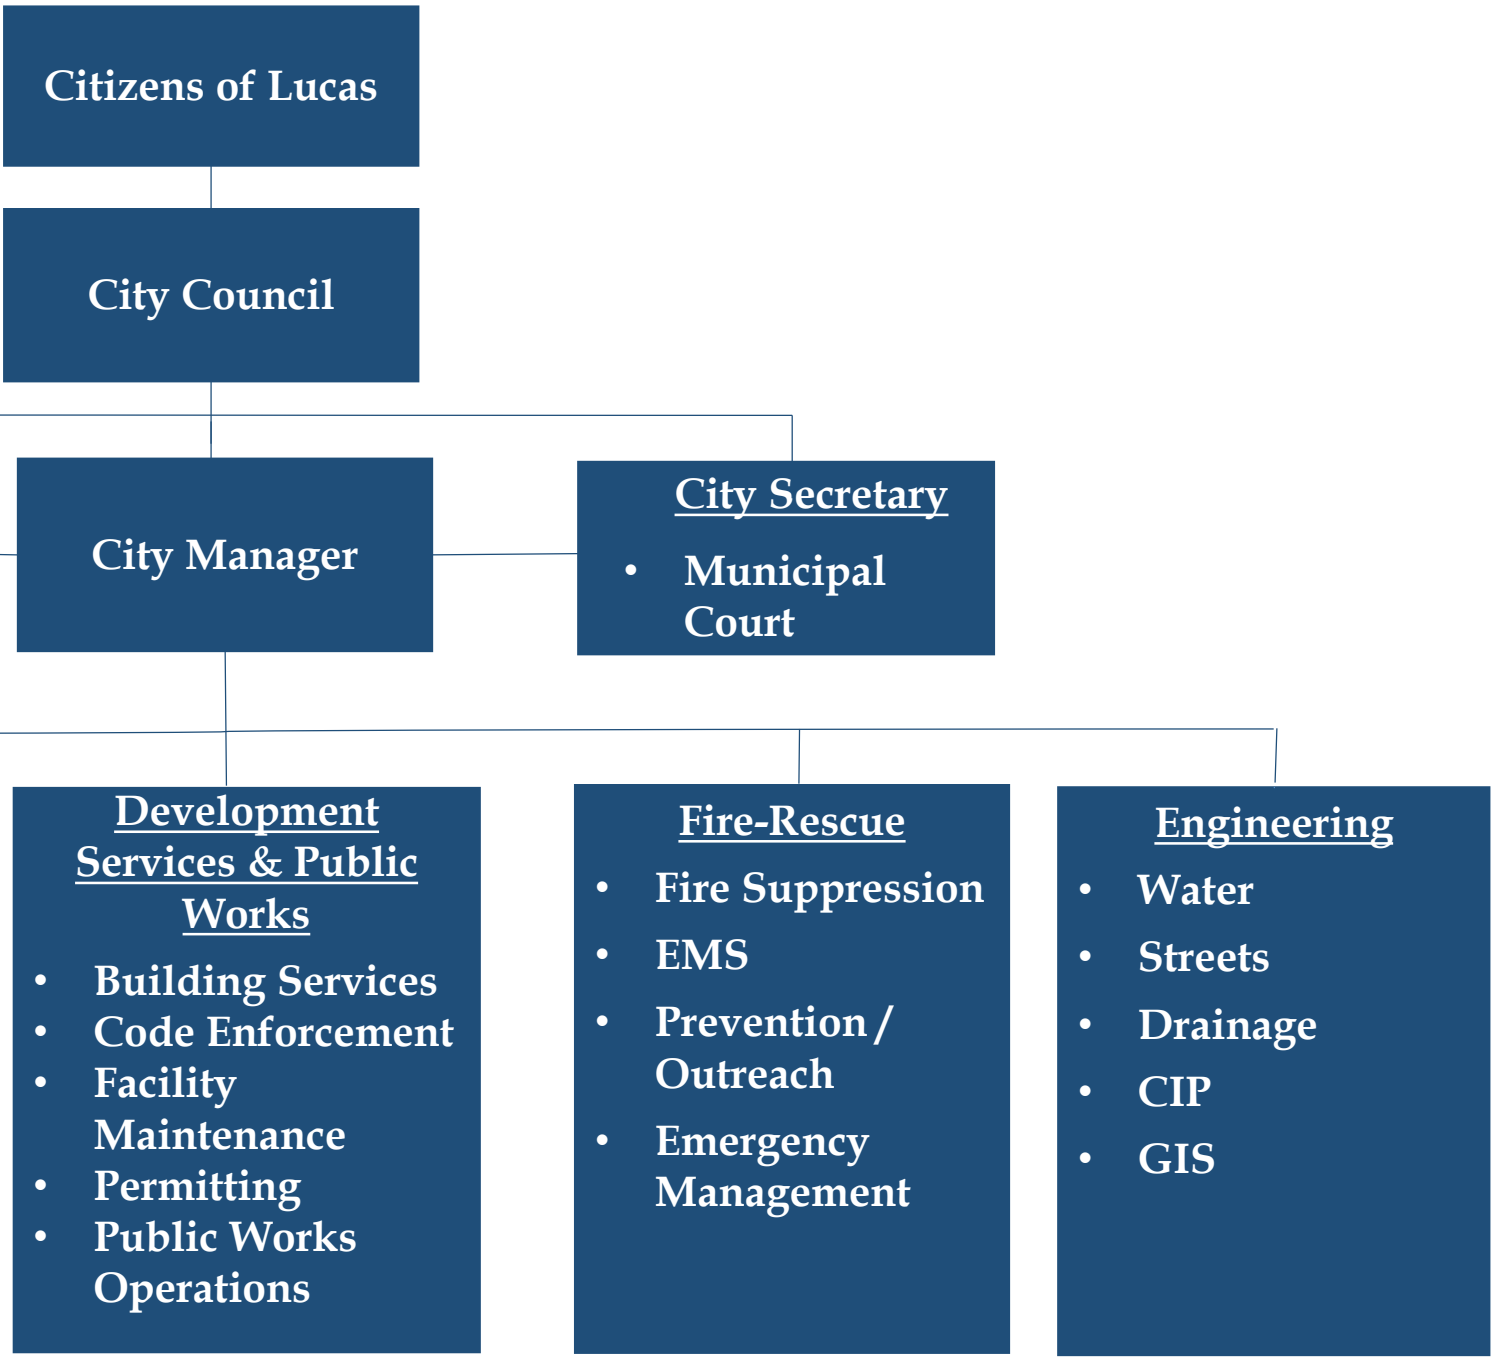 Citizens of Lucas
City Council
City Manager
City Secretary
• Municipal
Court
Development
Services & Public
Works
• Building Services
• Code Enforcement
• Facility
Maintenance
• Permitting
• Public Works
Operations
Fire-Rescue
• Fire Suppression
• EMS
• Prevention /
Outreach
• Emergency
Management
Engineering
• Water
• Streets
• Drainage
• CIP
• GIS